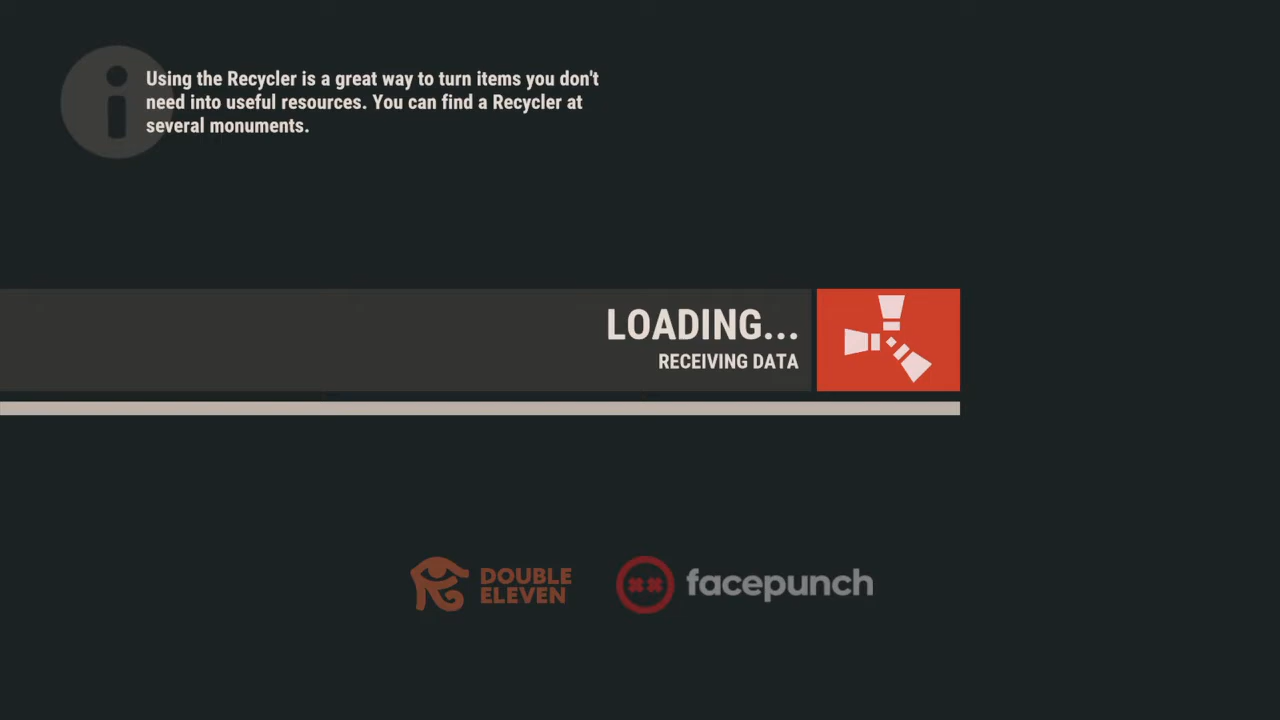 Using the Recycler is a great way to turn items you don't
need into useful resources. You can find a Recycler at
several monuments.
LOADING...
RECEIVING DATA
DOUBLE
ELEVEN
facepunch